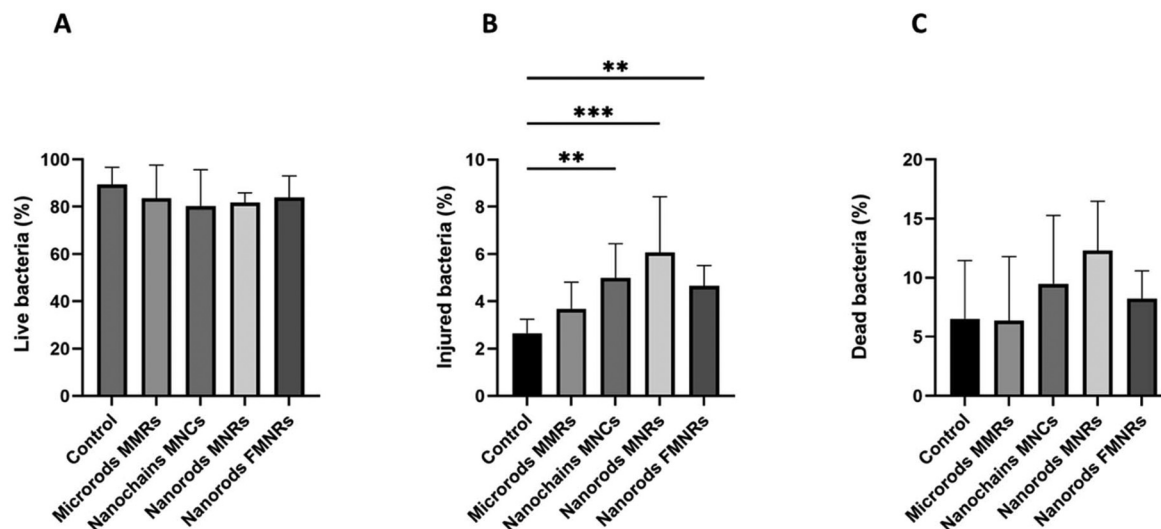 A
B
C
**
***
**
Live bacteria (%)
100
80
60
40
20
0
Control
Microrods MMRs
Nanochains MNCs
Nanorods MNRs
Nanorods FMNRs
Injured bacteria (%)
10
8
6
4
2
0
Control
Microrods MMRs
Nanochains MNCs
Nanorods MNRs
Nanorods FMNRs
Dead bacteria (%)
20
15
10
5
0
Control
Microrods MMRs
Nanochains MNCs
Nanorods MNRs
Nanorods FMNRs